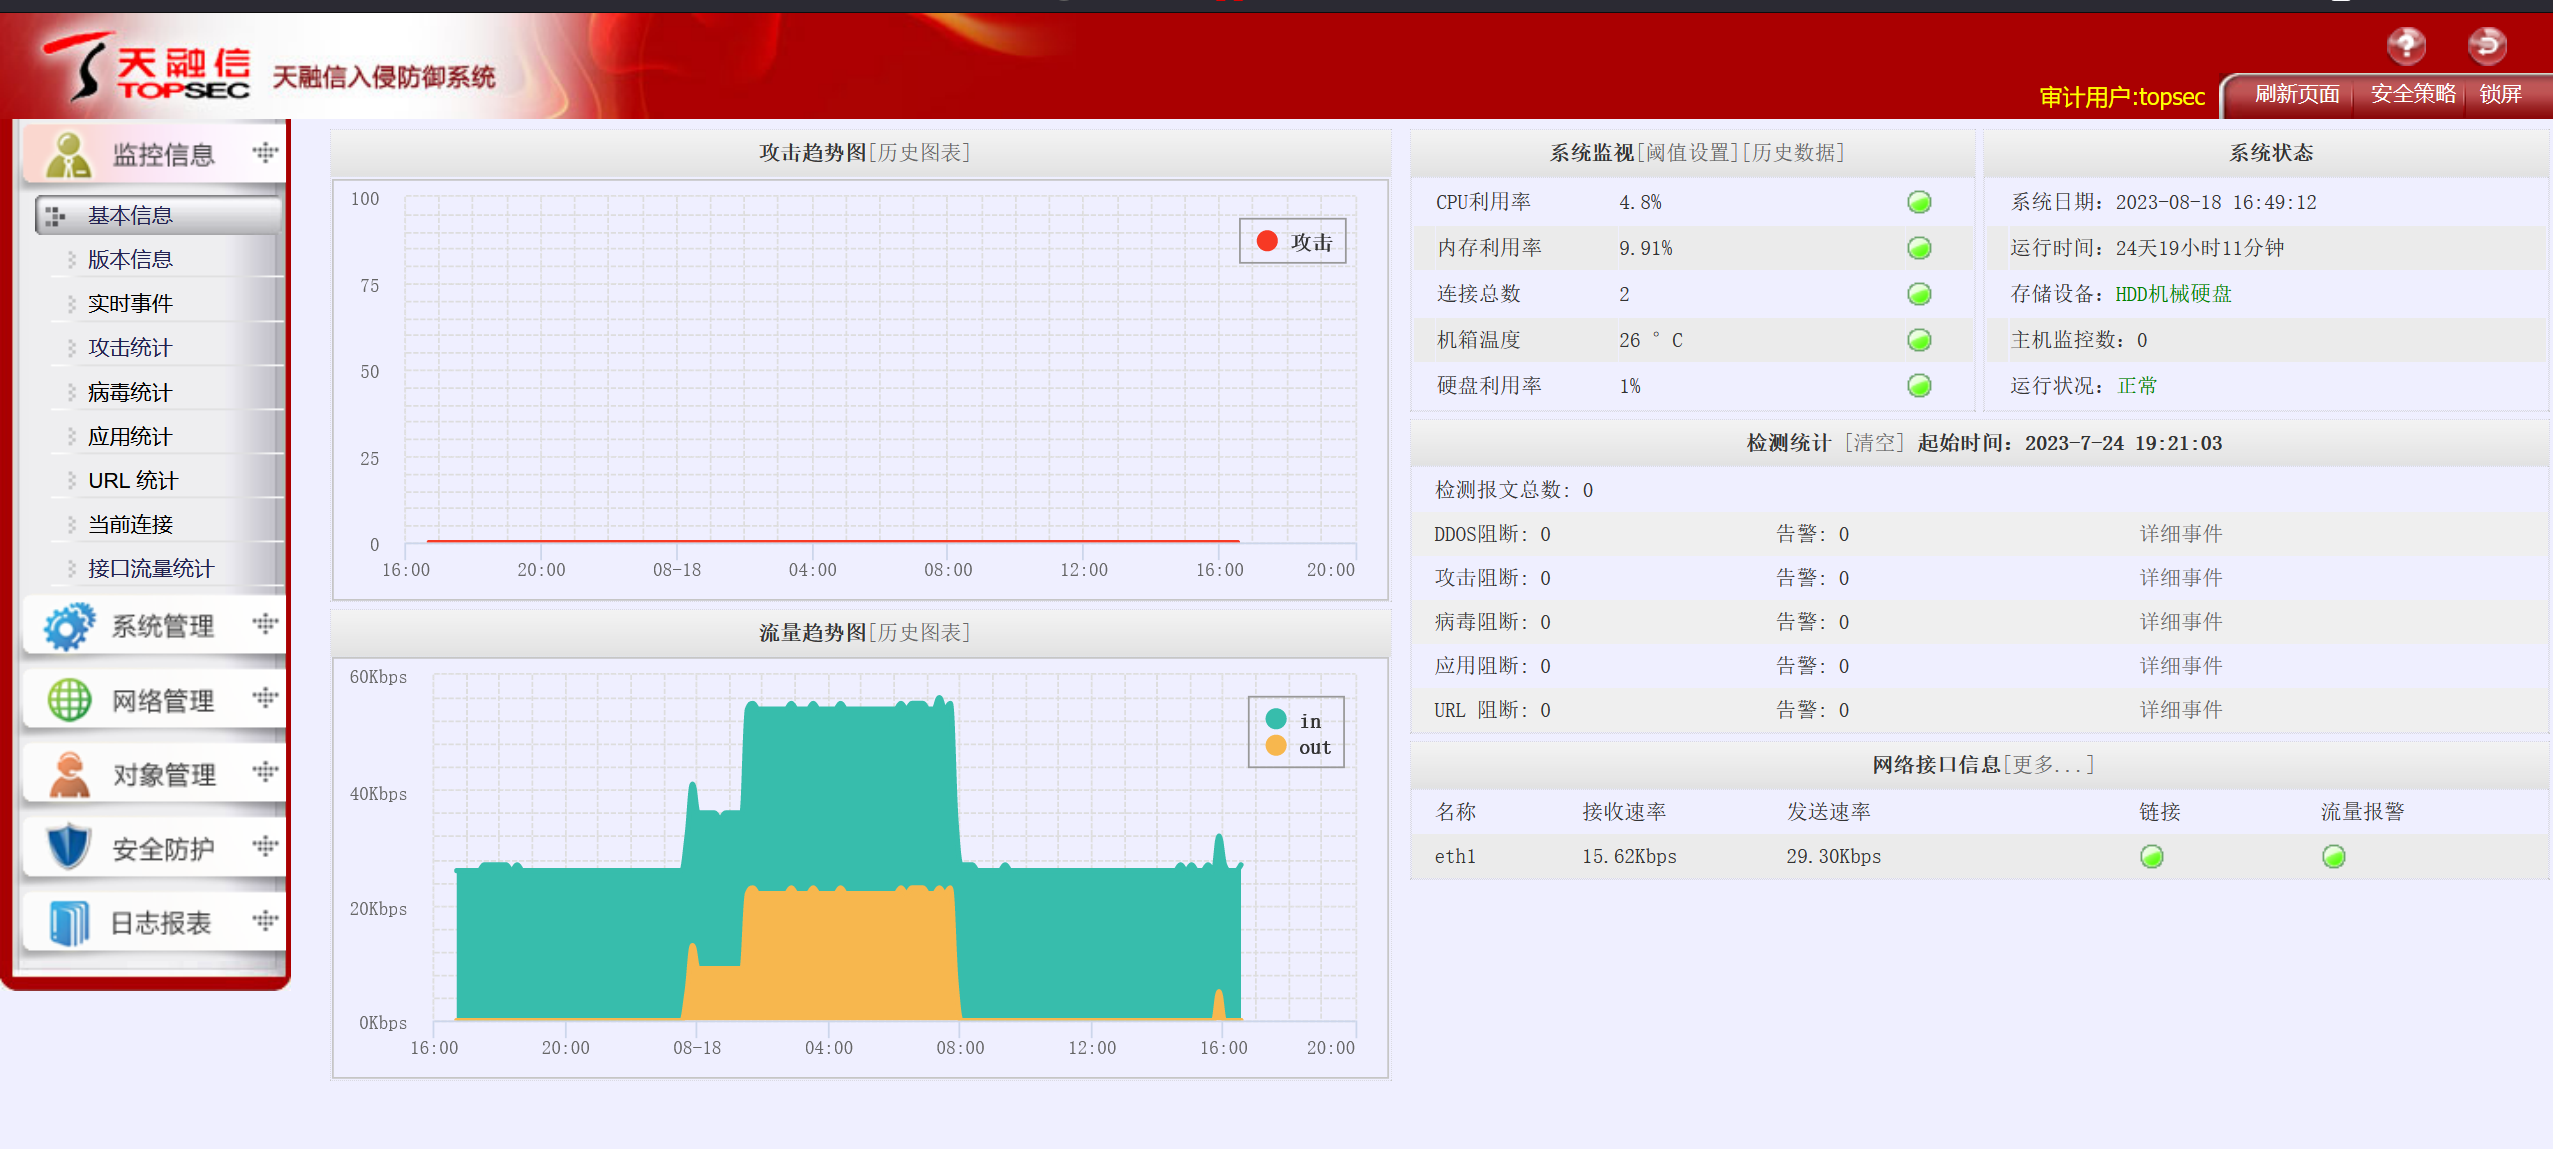 天融信
TOPSEC
天融信入侵防御系统
审计用户:topsec
刷新页面
安全策略
锁屏
监控信息
基本信息
版本信息
实时事件
攻击统计
病毒统计
应用统计
URL 统计
当前连接
接口流量统计
系统管理
网络管理
对象管理
安全防护
日志报表
攻击趋势图[历史图表]
100
75
50
25
0
攻击
16:00 20:00 08-18 04:00 08:00 12:00 16:00 20:00
流量趋势图[历史图表]
60Kbps
40Kbps
20Kbps
0Kbps
in
out
16:00 20:00 08-18 04:00 08:00 12:00 16:00 20:00
系统监视[阈值设置][历史数据]
CPU利用率 4.8%
内存利用率 9.91%
连接总数 2
机箱温度 26 ° C
硬盘利用率 1%
系统状态
系统日期: 2023-08-18 16:49:12
运行时间: 24天19小时11分钟
存储设备: HDD机械硬盘
主机监控数: 0
运行状况: 正常
检测统计 [清空] 起始时间: 2023-7-24 19:21:03
检测报文总数: 0
DDOS阻断: 0 告警: 0 详细事件
攻击阻断: 0 告警: 0 详细事件
病毒阻断: 0 告警: 0 详细事件
应用阻断: 0 告警: 0 详细事件
URL 阻断: 0 告警: 0 详细事件
网络接口信息[更多...]
名称 接收速率 发送速率 链接 流量报警
eth1 15.62Kbps 29.30Kbps